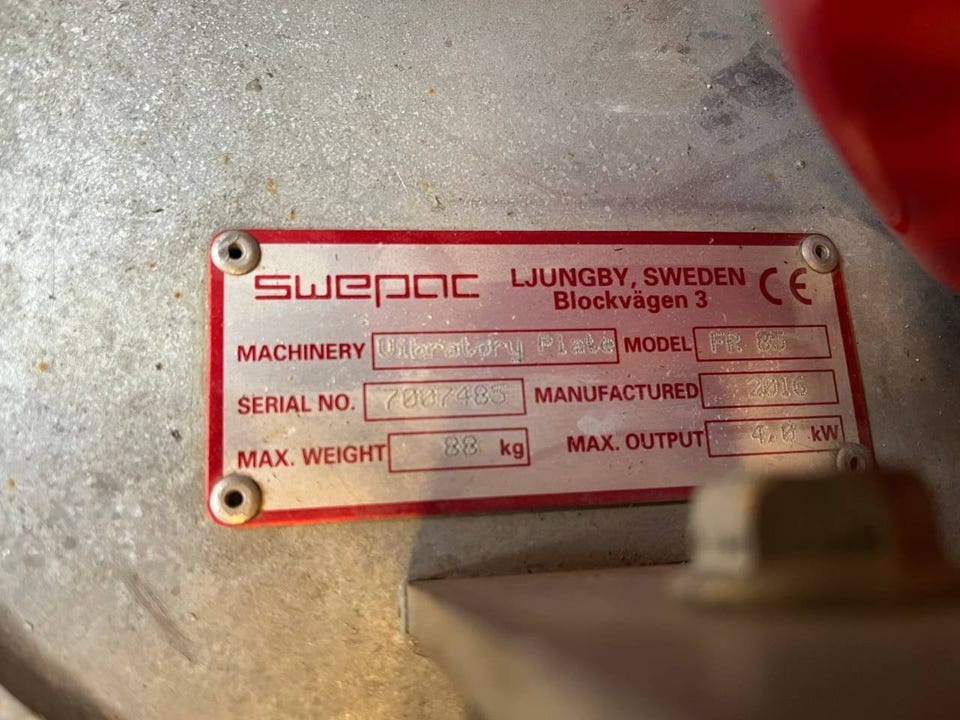 swepac LJUNGBY, SWEDEN CE
Blockvägen 3
MACHINERY Vibratory Plate MODEL FR 85
SERIAL NO. 7007485 MANUFACTURED 2016
MAX. WEIGHT 88 kg MAX. OUTPUT 4,0 kW